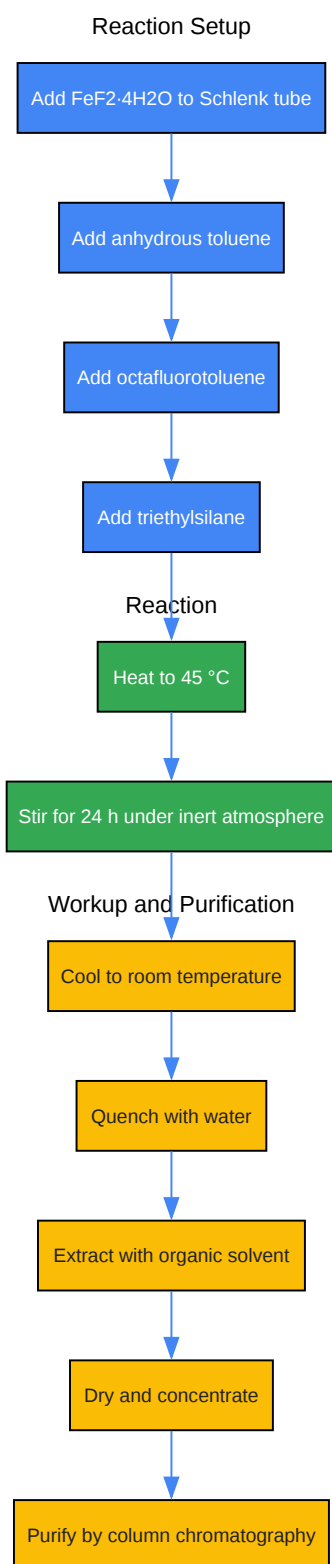 Reaction Setup
Add FeF2·4H2O to Schlenk tube
Add anhydrous toluene
Add octafluorotoluene
Add triethylsilane
Reaction
Heat to 45 °C
Stir for 24 h under inert atmosphere
Workup and Purification
Cool to room temperature
Quench with water
Extract with organic solvent
Dry and concentrate
Purify by column chromatography